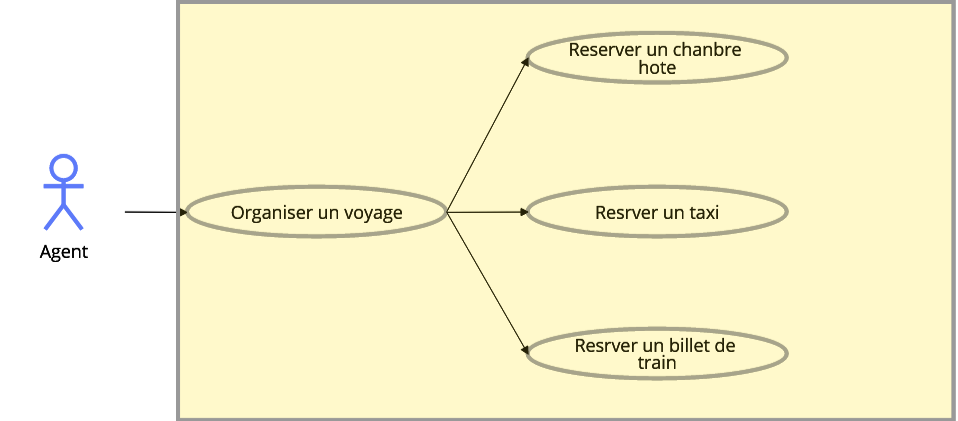 Reserver un chanbre
hote
Organiser un voyage
Resrver un taxi
Agent
Resrver un billet de
train